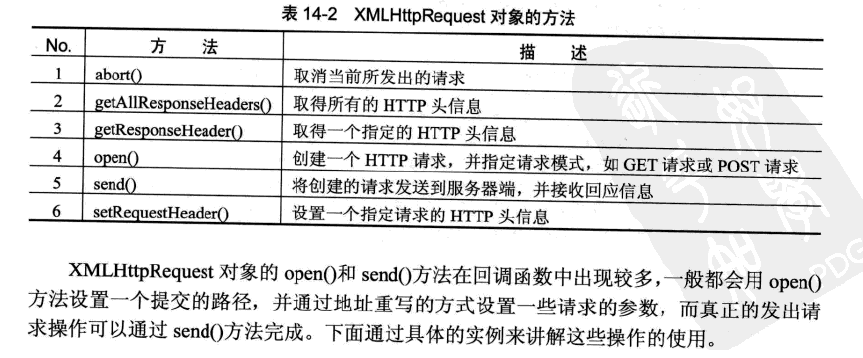 表 14-2 XMLHttpRequest 对象的方法
No. 方 法 描 述
1 abort() 取消当前所发出的请求
2 getAllResponseHeaders() 取得所有的 HTTP 头信息
3 getResponseHeader() 取得一个指定的 HTTP 头信息
4 open() 创建一个 HTTP 请求，并指定请求模式，如 GET 请求或 POST 请求
5 send() 将创建的请求发送到服务器端，并接收回应信息
6 setRequestHeader() 设置一个指定请求的 HTTP 头信息
XMLHttpRequest 对象的 open()和 send()方法在回调函数中出现较多，一般都会用 open()
方法设置一个提交的路径，并通过地址重写的方式设置一些请求的参数，而真正的发出请
求操作可以通过 send()方法完成。下面通过具体的实例来讲解这些操作的使用。
PDG